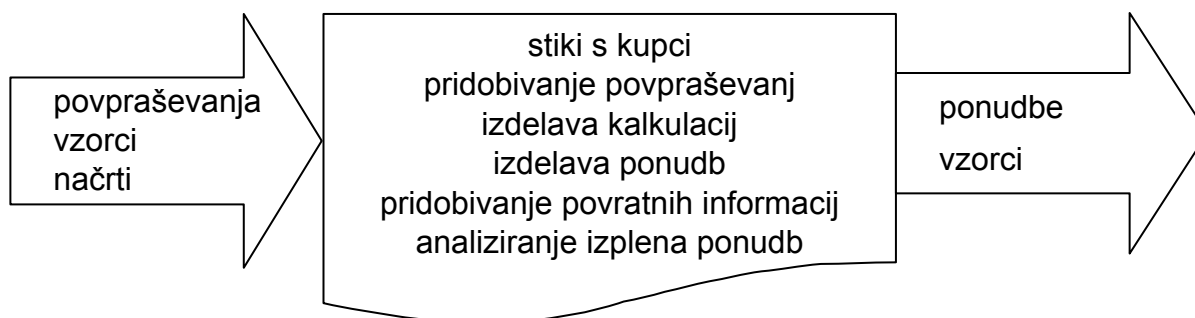 povpraševanja
vzorci
načrti
stiki s kupci
pridobivanje povpraševanj
izdelava kalkulacij
izdelava ponudb
pridobivanje povratnih informacij
analiziranje izplena ponudb
ponudbe
vzorci